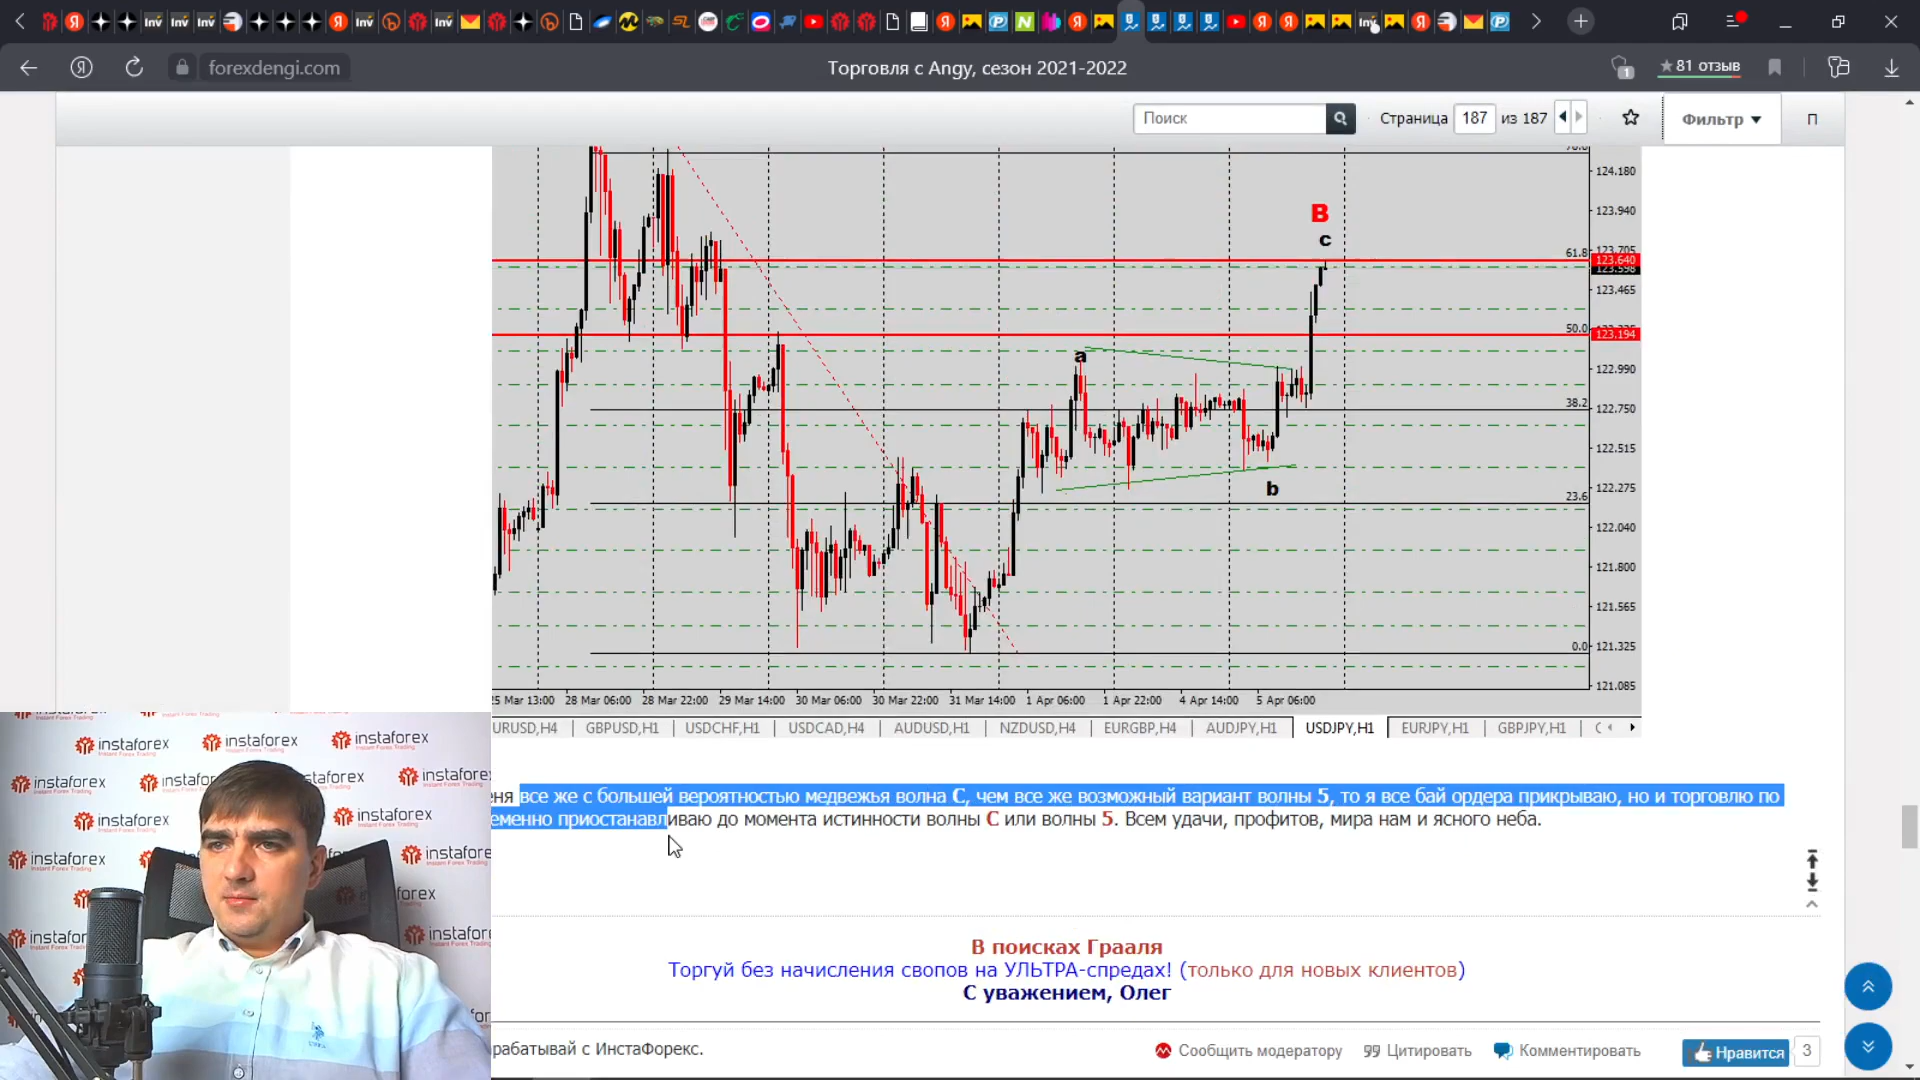 forexdengi.com
Торговля с Angy, сезон 2021-2022
81 отзыв
Поиск
Страница 187 из 187
Фильтр
П
124.180
123.940
123.705
123.640
123.598
123.465
123.194
122.990
122.750
122.515
122.275
122.040
121.800
121.565
121.325
121.085
61.8
50.0
38.2
23.6
0.0
B
c
a
b
25 Mar 13:00
28 Mar 06:00
28 Mar 22:00
29 Mar 14:00
30 Mar 06:00
30 Mar 22:00
31 Mar 14:00
1 Apr 06:00
1 Apr 22:00
4 Apr 14:00
5 Apr 06:00
URUSD,H4
GBPUSD,H1
USDCHF,H1
USDCAD,H4
AUDUSD,H1
NZDUSD,H4
EURGBP,H4
AUDJPY,H1
USDJPY,H1
EURJPY,H1
GBPJPY,H1
еня все же с большей вероятностью медвежья волна С, чем все же возможный вариант волны 5, то я все бай ордера прикрываю, но и торговлю по
еменно приостанавливаю до момента истинности волны С или волны 5. Всем удачи, профитов, мира нам и ясного неба.
В поисках Грааля
Торгуй без начисления свопов на УЛЬТРА-спредах! (только для новых клиентов)
С уважением, Олег
рабатывай с ИнстаФорекс.
Сообщить модератору
Цитировать
Комментировать
Нравится
3
instaforex
Instant Forex Trading